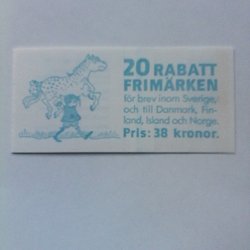 20 RABATT
FRIMÄRKEN
för brev inom Sverige,
och till Danmark, Fin-
land, Island och Norge.
Pris: 38 kronor.